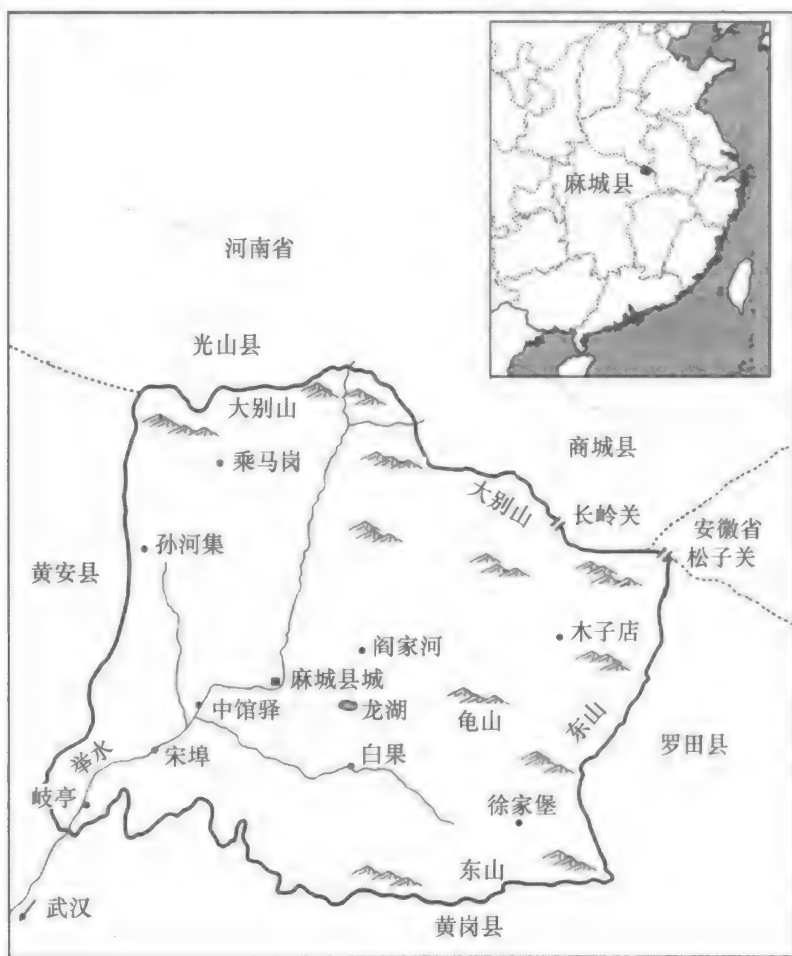 麻城县
河南省
光山县
大别山
乘马岗
商城县
大别山
长岭关
安徽省
松子关
孙河集
黄安县
木子店
阎家河
麻城县城
中馆驿
龙湖
龟山
东山
罗田县
举水
宋埠
白果
岐亭
徐家堡
东山
武汉
黄岗县